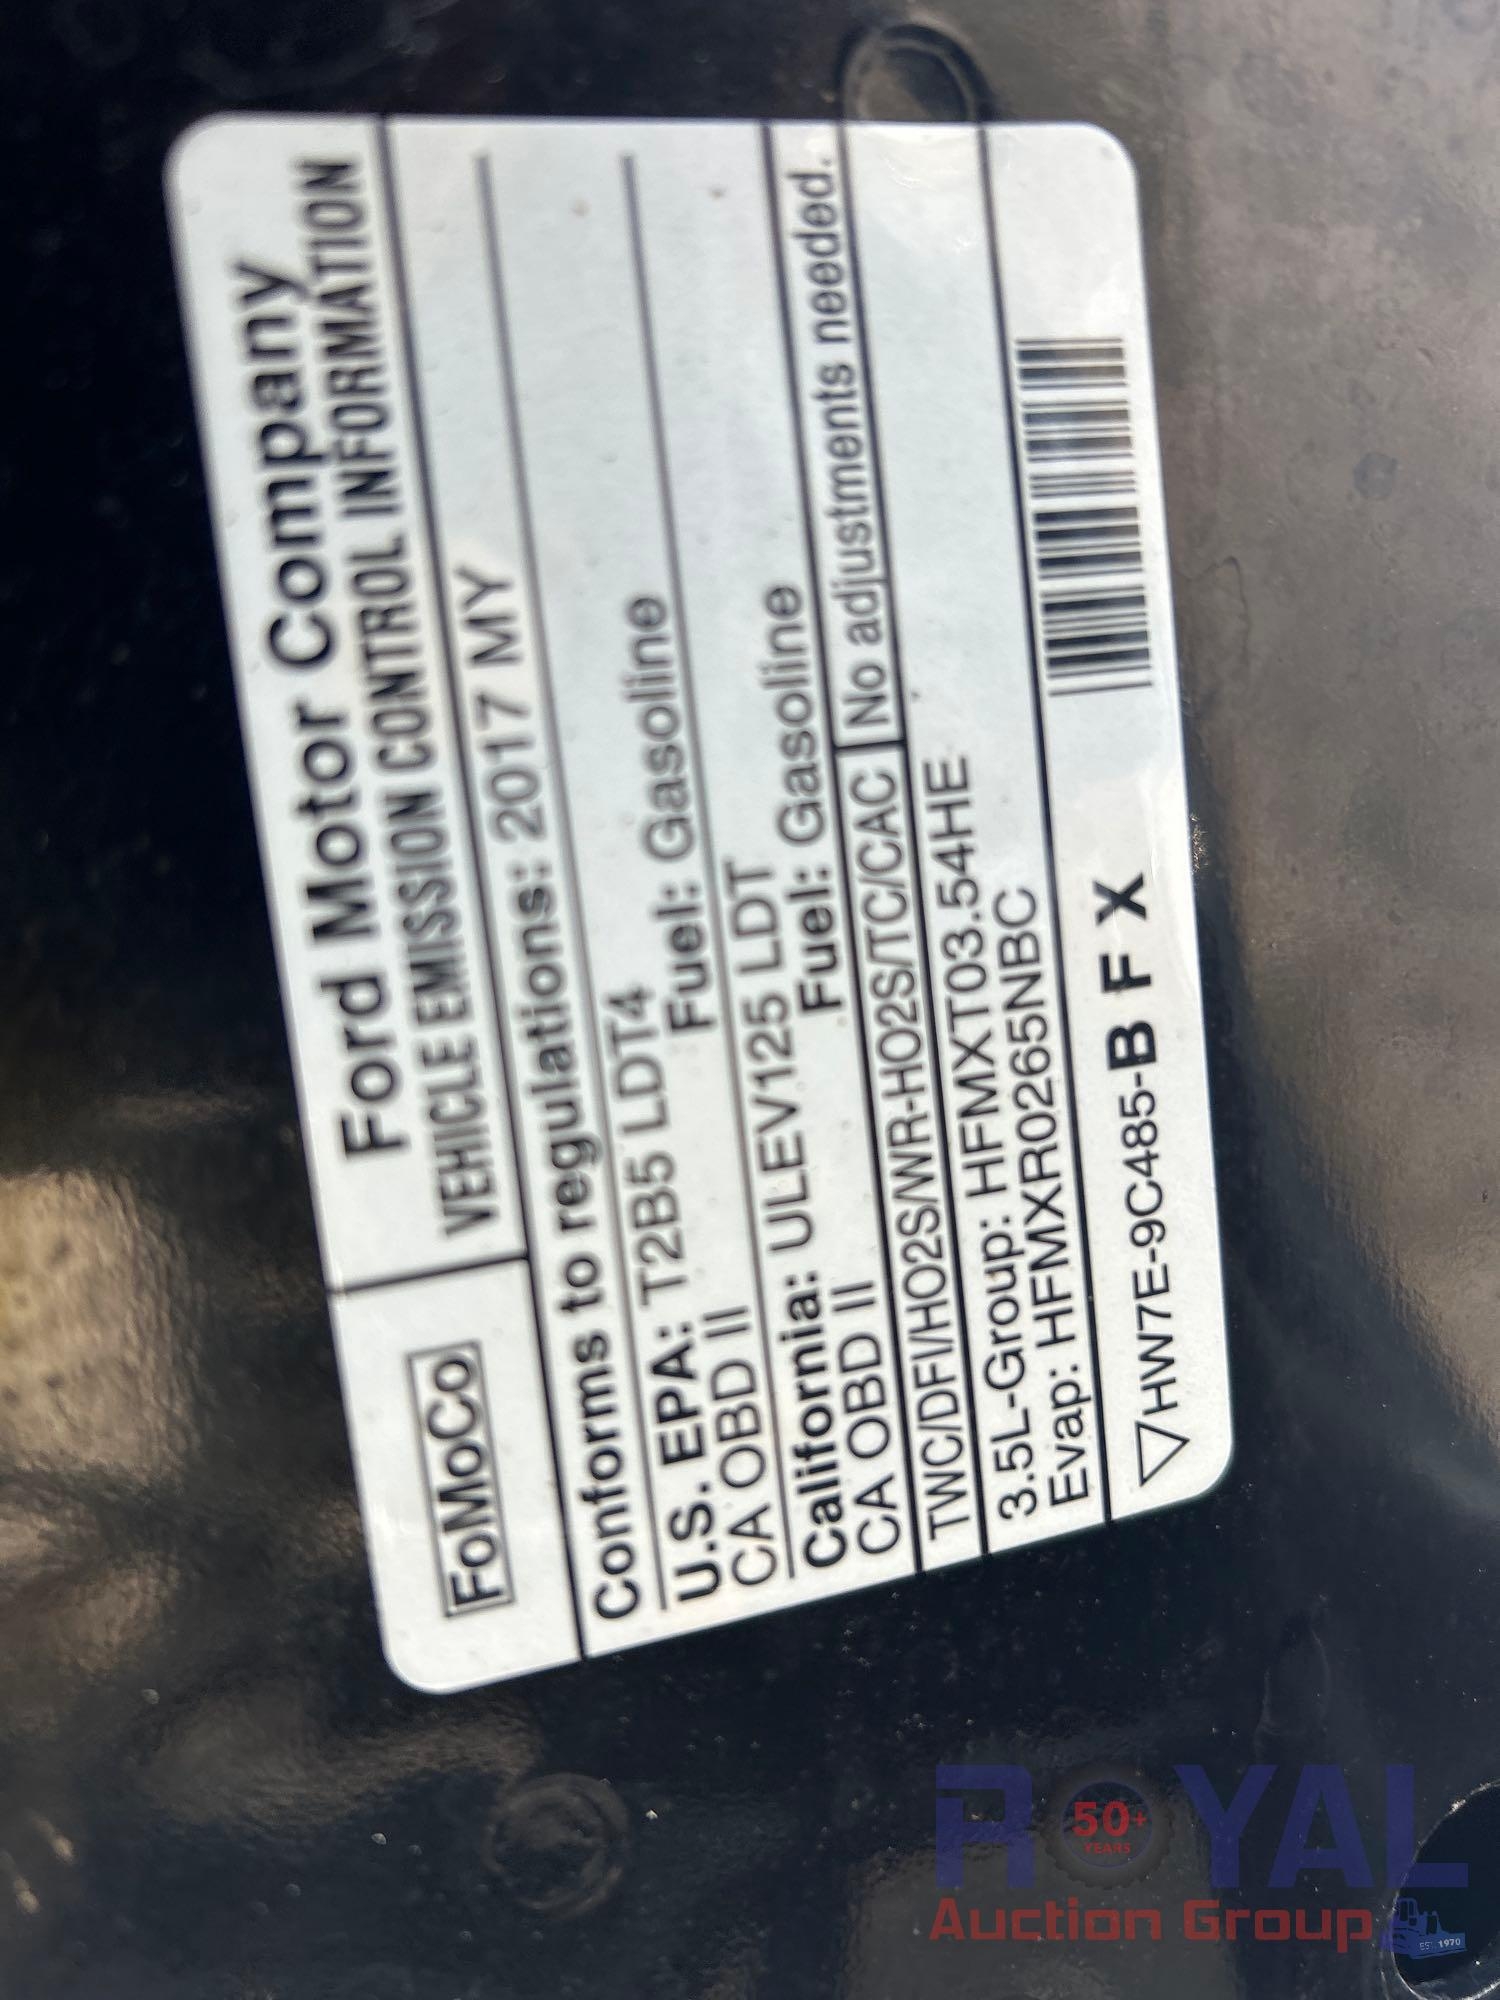 FoMoCo
Ford Motor Company
VEHICLE EMISSION CONTROL INFORMATION
Conforms to regulations: 2017 MY
U.S. EPA: T2B5 LDT4
CA OBD II Fuel: Gasoline
California: ULEV125 LDT
CA OBD II Fuel: Gasoline
TWC/DFI/HO2S/WR-HO2S/TC/CAC No adjustments needed.
3.5L-Group: HFMXT03.54HE
Evap: HFMXR0265NBC
HW7E-9C485-B F X
ROYAL
50+
YEARS
Auction Group
EST. 1970